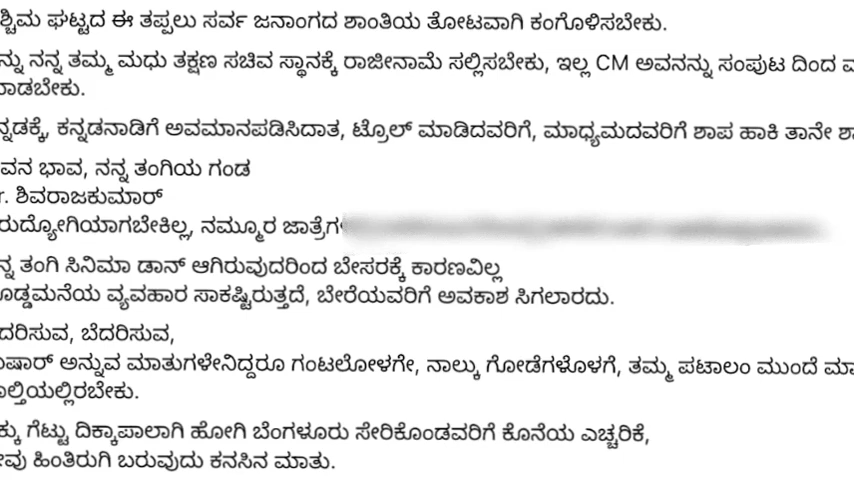 ಶ್ಚಿಮ ಘಟ್ಟದ ಈ ತಪ್ಪಲು ಸರ್ವ ಜನಾಂಗದ ಶಾಂತಿಯ ತೋಟವಾಗಿ ಕಂಗೊಳಿಸಬೇಕು.
ನ್ನು ನನ್ನ ತಮ್ಮ ಮಧು ತಕ್ಷಣ ಸಚಿವ ಸ್ಥಾನಕ್ಕೆ ರಾಜೀನಾಮೆ ಸಲ್ಲಿಸಬೇಕು, ಇಲ್ಲ CM ಅವನನ್ನು ಸಂಪುಟ ದಿಂದ
ಮಾಡಬೇಕು.
ನ್ನಡಕ್ಕೆ, ಕನ್ನಡನಾಡಿಗೆ ಅವಮಾನಪಡಿಸಿದಾತ, ಟ್ರೊಲ್ ಮಾಡಿದವರಿಗೆ, ಮಾಧ್ಯಮದವರಿಗೆ ಶಾಪ ಹಾಕಿ ತಾನೇ
ವನ ಭಾವ, ನನ್ನ ತಂಗಿಯ ಗಂಡ
r. ಶಿವರಾಜಕುಮಾರ್
ರುದ್ಯೋಗಿಯಾಗಬೇಕಿಲ್ಲ, ನಮ್ಮೂರ ಜಾತ್ರೆಗ
ನ್ನ ತಂಗಿ ಸಿನಿಮಾ ಡಾನ್ ಆಗಿರುವುದರಿಂದ ಬೇಸರಕ್ಕೆ ಕಾರಣವಿಲ್ಲ
ೊಡ್ಡಮನೆಯ ವ್ಯವಹಾರ ಸಾಕಷ್ಟಿರುತ್ತದೆ, ಬೇರೆಯವರಿಗೆ ಅವಕಾಶ ಸಿಗಲಾರದು.
ದರಿಸುವ, ಬೆದರಿಸುವ,
ುಷಾರ್ ಅನ್ನುವ ಮಾತುಗಳೇನಿದ್ದರೂ ಗಂಟಲೋಳಗೇ, ನಾಲ್ಕು ಗೋಡೆಗಳೊಳಗೆ, ತಮ್ಮ ಪಟಾಲಂ ಮುಂದೆ
ಾಲ್ತಿಯಲ್ಲಿರಬೇಕು.
ಕ್ಕು ಗೆಟ್ಟು ದಿಕ್ಕಾಪಾಲಾಗಿ ಹೋಗಿ ಬೆಂಗಳೂರು ಸೇರಿಕೊಂಡವರಿಗೆ ಕೊನೆಯ ಎಚ್ಚರಿಕೆ,
ೀವು ಹಿಂತಿರುಗಿ ಬರುವುದು ಕನಸಿನ ಮಾತು.